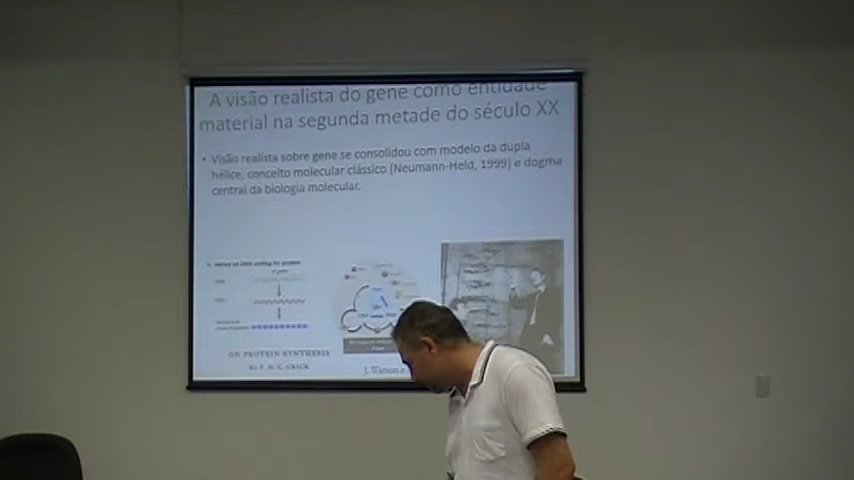 A visão realista do gene como entidade
material na segunda metade do século XX
• Visão realista sobre gene se consolidou com modelo da dupla
hélice, conceito molecular clássico (Neumann-Held, 1999) e dogma
central da biologia molecular.
ON PROTEIN SYNTHESIS
By F. H. C. CRICK
J. Watson e